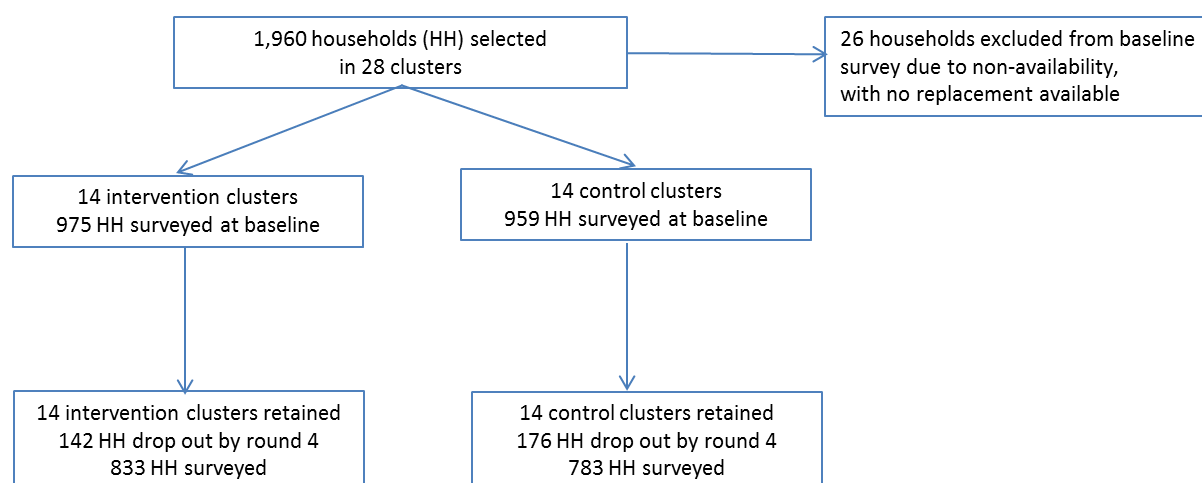 1,960 households (HH) selected
in 28 clusters
26 households excluded from baseline
survey due to non-availability,
with no replacement available
14 intervention clusters
975 HH surveyed at baseline
14 control clusters
959 HH surveyed at baseline
14 intervention clusters retained
142 HH drop out by round 4
833 HH surveyed
14 control clusters retained
176 HH drop out by round 4
783 HH surveyed